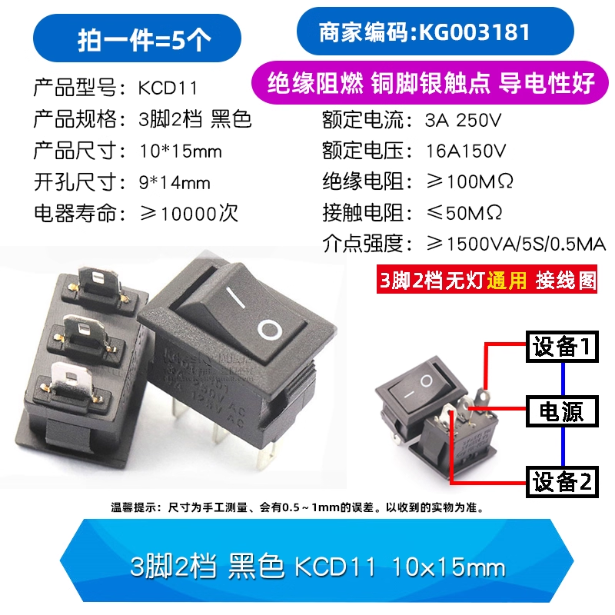 拍一件=5个
商家编码:KG003181
绝缘阻燃 铜脚银触点 导电性好
产品型号: KCD11
产品规格: 3脚2档 黑色
产品尺寸: 10*15mm
开孔尺寸: 9*14mm
电器寿命: ≥10000次
额定电流: 3A 250V
额定电压: 16A150V
绝缘电阻: ≥100MΩ
接触电阻: ≤50MΩ
介点强度: ≥1500VA/5S/0.5MA
3脚2档无灯通用 接线图
设备1
电源
设备2
温馨提示: 尺寸为手工测量、会有0.5~1mm的误差。以收到的实物为准。
3脚2档 黑色 KCD11 10x15mm